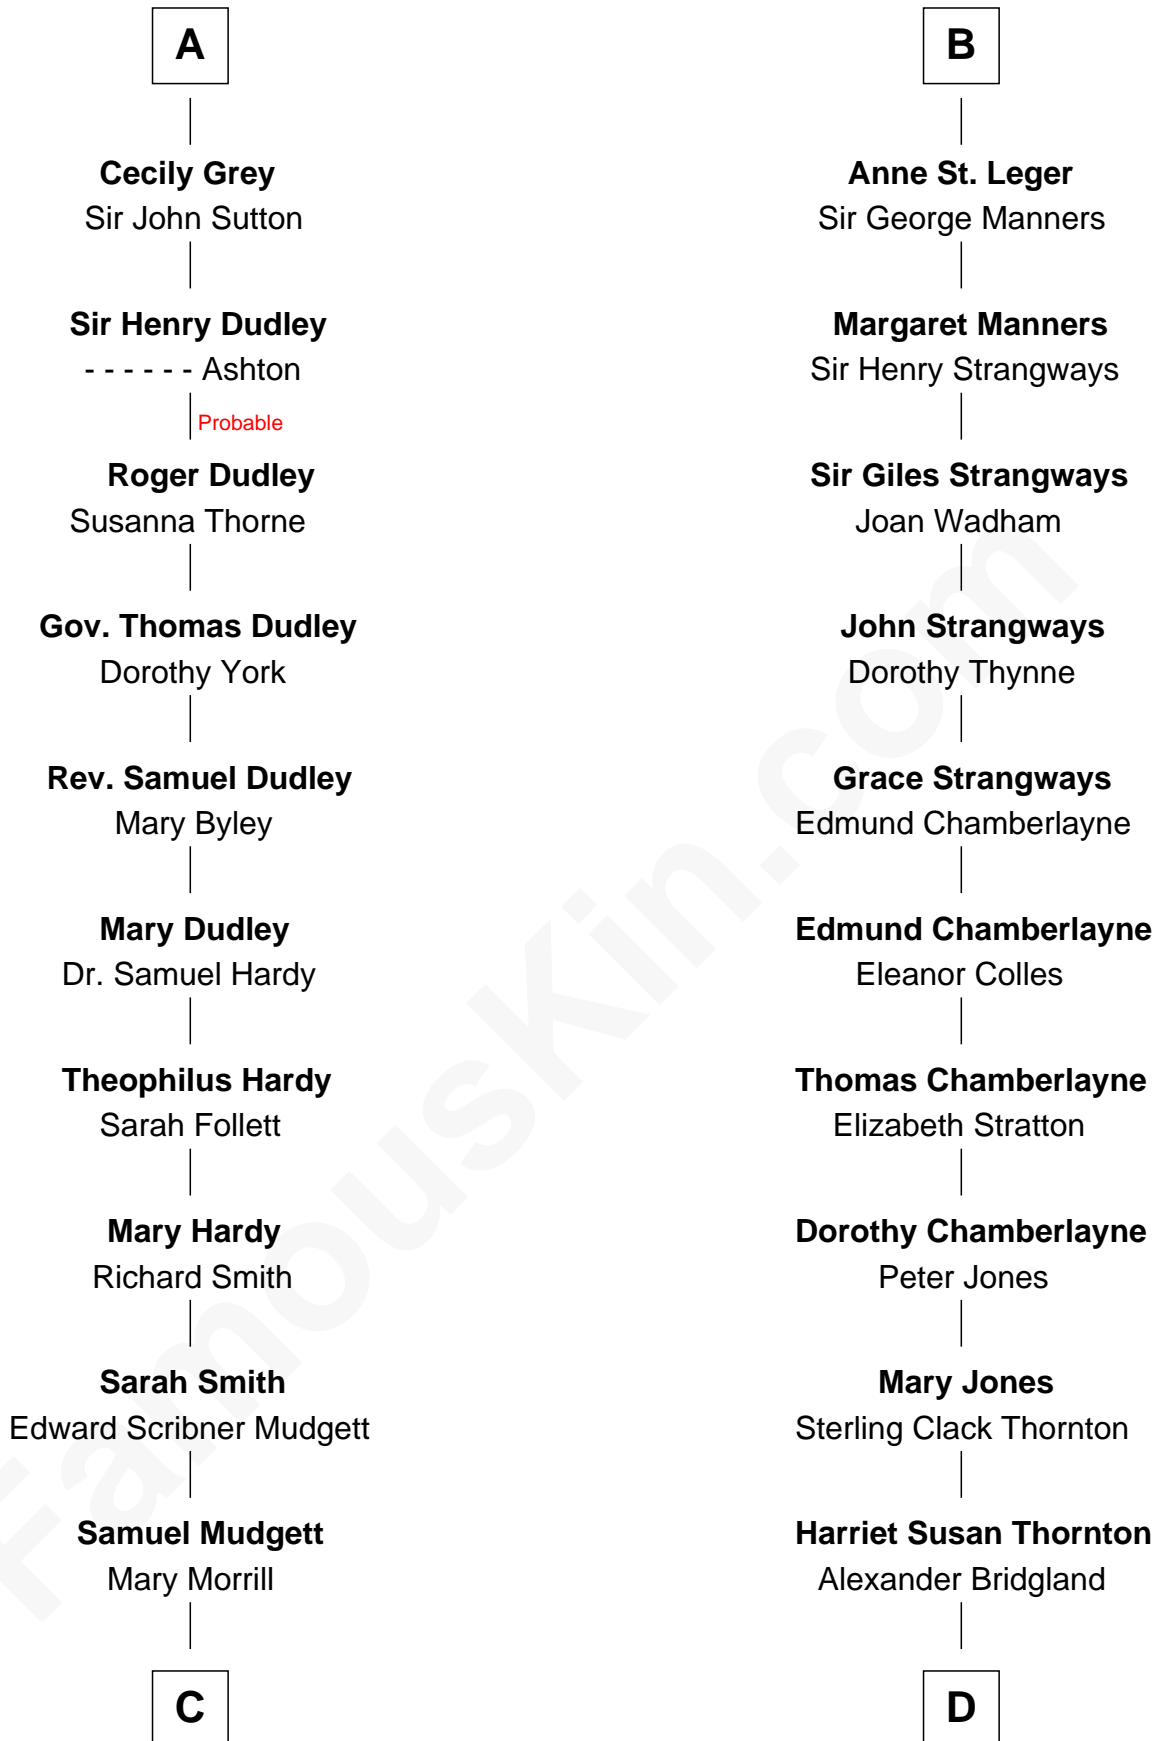 A
Cecily Grey
Sir John Sutton
Sir Henry Dudley
- - - - - - Ashton
Probable
Roger Dudley
Susanna Thorne
Gov. Thomas Dudley
Dorothy York
Rev. Samuel Dudley
Mary Byley
Mary Dudley
Dr. Samuel Hardy
Theophilus Hardy
Sarah Follett
Mary Hardy
Richard Smith
Sarah Smith
Edward Scribner Mudgett
Samuel Mudgett
Mary Morrill
C
B
Anne St. Leger
Sir George Manners
Margaret Manners
Sir Henry Strangways
Sir Giles Strangways
Joan Wadham
John Strangways
Dorothy Thynne
Grace Strangways
Edmund Chamberlayne
Edmund Chamberlayne
Eleanor Colles
Thomas Chamberlayne
Elizabeth Stratton
Dorothy Chamberlayne
Peter Jones
Mary Jones
Sterling Clack Thornton
Harriet Susan Thornton
Alexander Bridgland
D
FamousKin.com